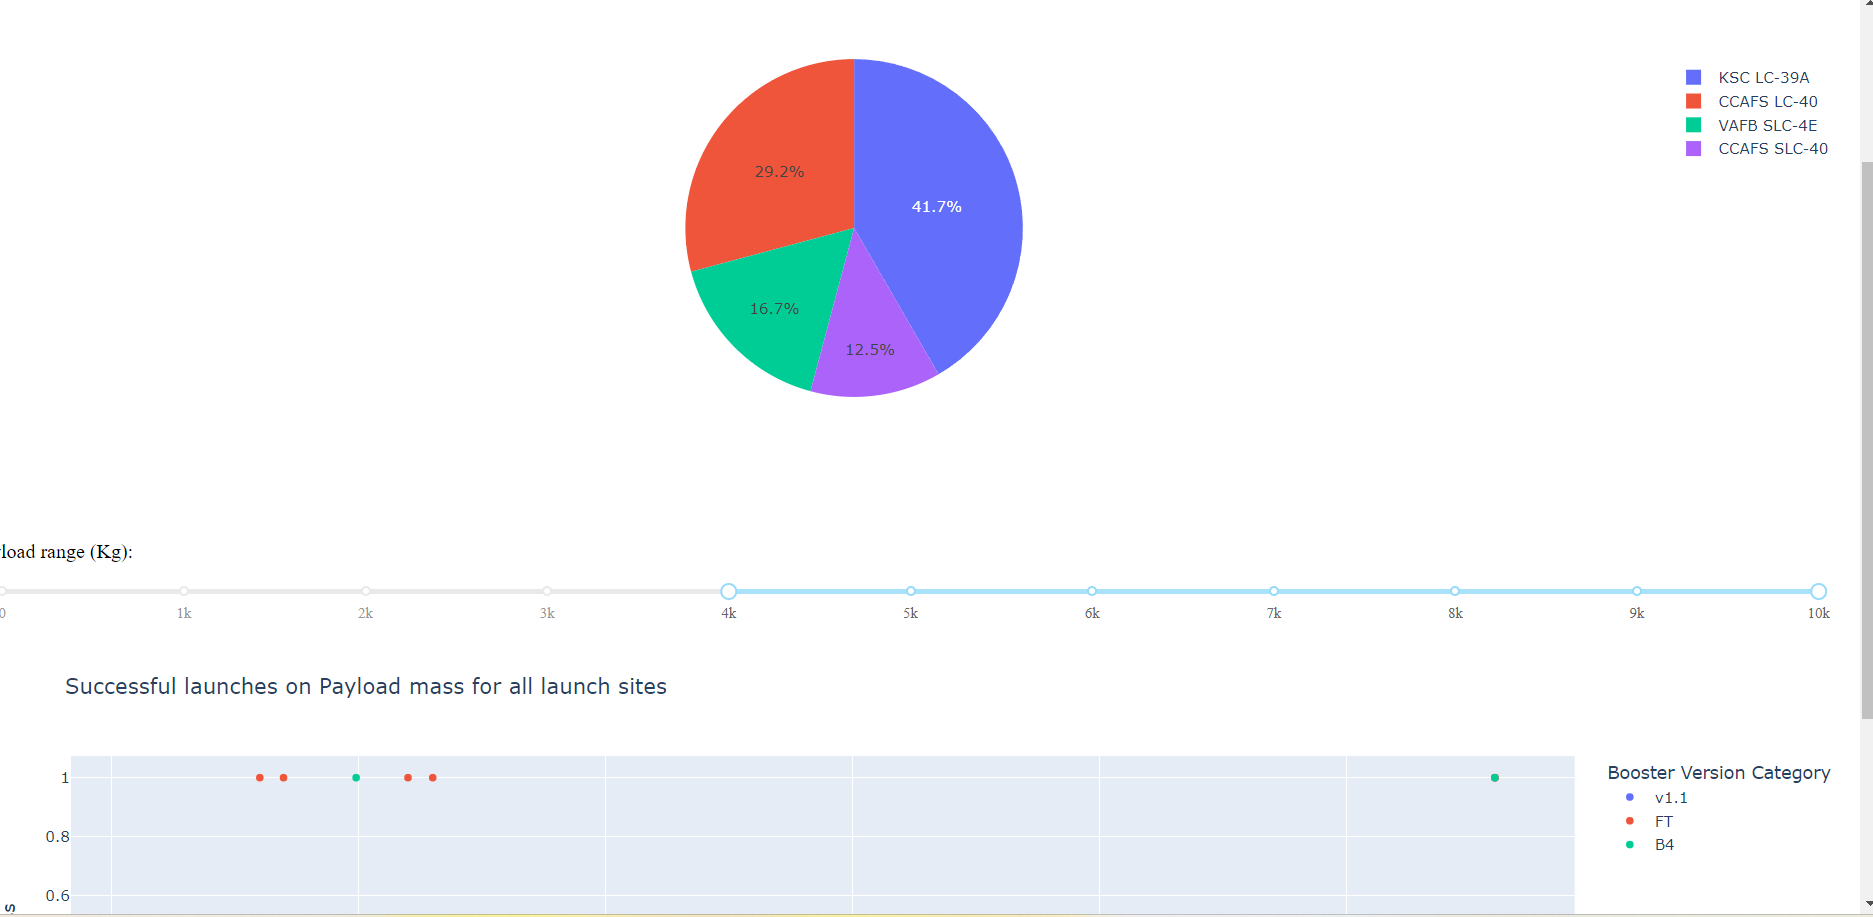 KSC LC-39A
CCAFS LC-40
VAFB SLC-4E
CCAFS SLC-40
29.2%
41.7%
16.7%
12.5%
load range (Kg):
0 1k 2k 3k 4k 5k 6k 7k 8k 9k 10k
Successful launches on Payload mass for all launch sites
1
0.8
0.6
s
Booster Version Category
v1.1
FT
B4